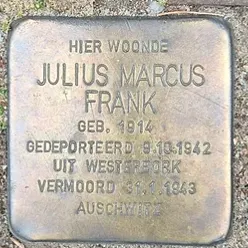 HIER WOONDE
JULIUS MARCUS
FRANK
GEB. 1914
GEDEPORTEERD 9.10.1942
UIT WESTERBORK
VERMOORD 31.1.1943
AUSCHWITZ